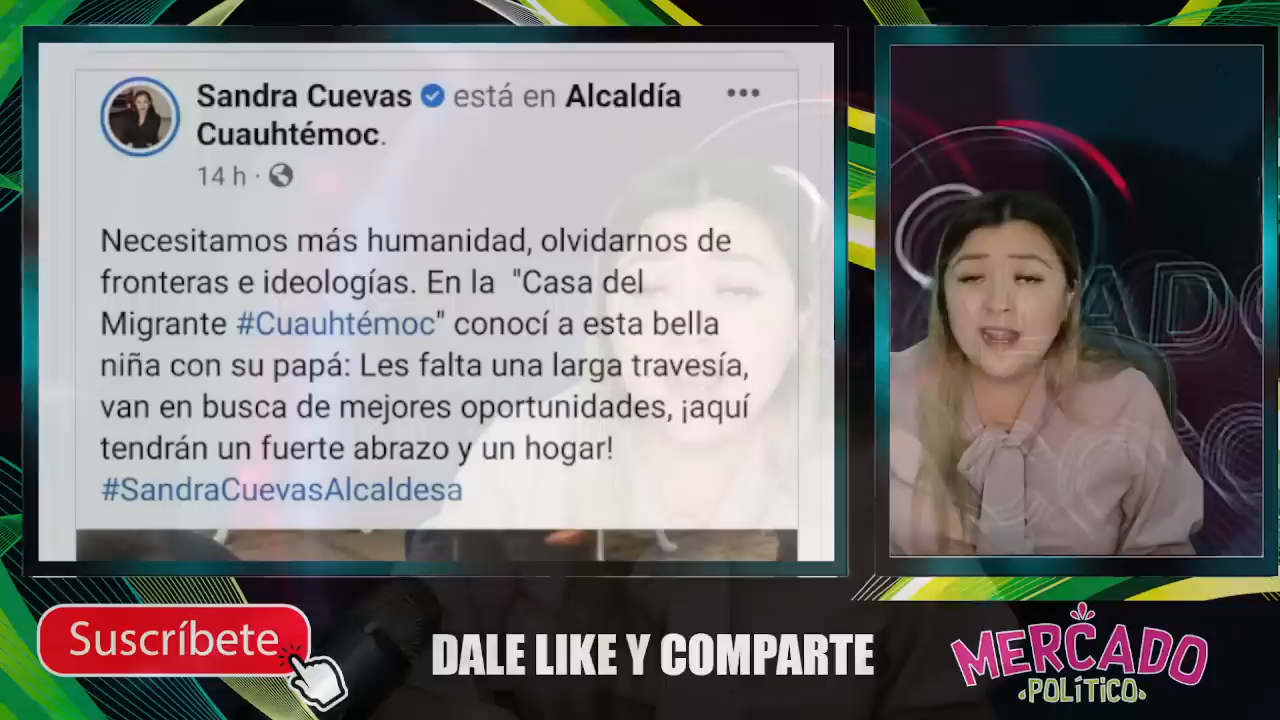 Sandra Cuevas está en Alcaldía
Cuauhtémoc.
14 h ·
Necesitamos más humanidad, olvidarnos de
fronteras e ideologías. En la "Casa del
Migrante #Cuauhtémoc" conocí a esta bella
niña con su papá: Les falta una larga travesía,
van en busca de mejores oportunidades, ¡aquí
tendrán un fuerte abrazo y un hogar!
#SandraCuevasAlcaldesa
ADO
Suscríbete
DALE LIKE Y COMPARTE
MERCADO
POLÍTICO